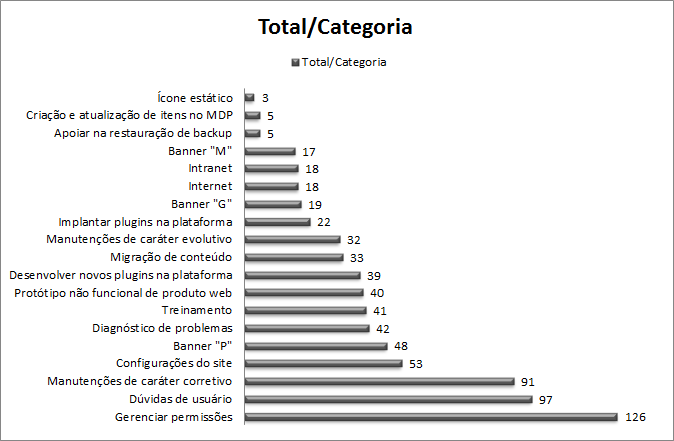 Total/Categoria
Total/Categoria
Ícone estático 3
Criação e atualização de itens no MDP 5
Apoiar na restauração de backup 5
Banner "M" 17
Intranet 18
Internet 18
Banner "G" 19
Implantar plugins na plataforma 22
Manutenções de caráter evolutivo 32
Migração de conteúdo 33
Desenvolver novos plugins na plataforma 39
Protótipo não funcional de produto web 40
Treinamento 41
Diagnóstico de problemas 42
Banner "P" 48
Configurações do site 53
Manutenções de caráter corretivo 91
Dúvidas de usuário 97
Gerenciar permissões 126